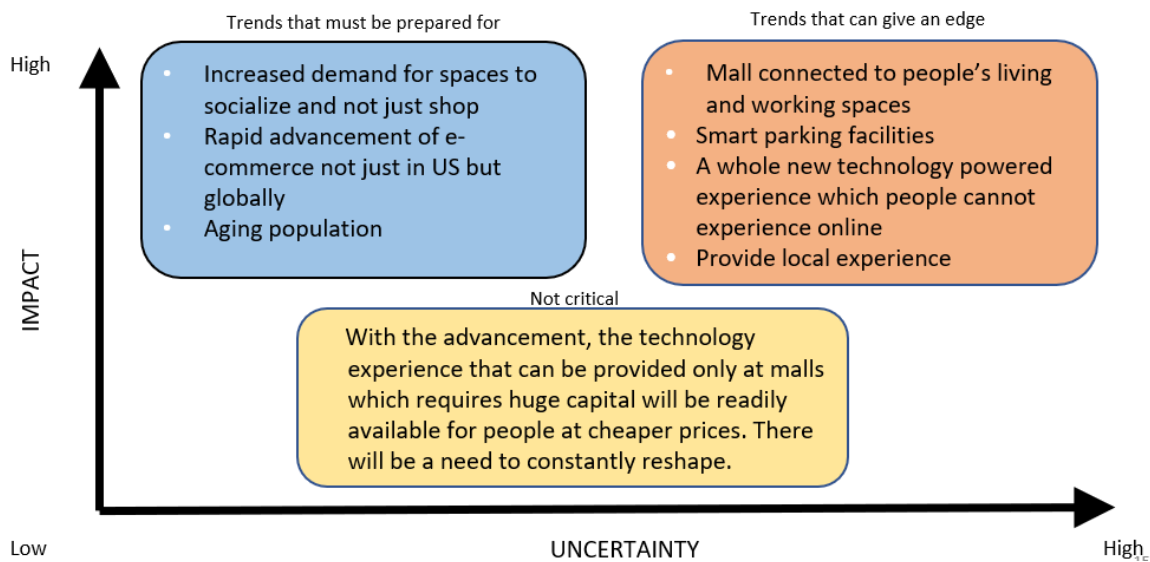 Trends that must be prepared for
Trends that can give an edge
High
• Increased demand for spaces to
socialize and not just shop
• Rapid advancement of e-
commerce not just in US but
globally
• Aging population
• Mall connected to people’s living
and working spaces
• Smart parking facilities
• A whole new technology powered
experience which people cannot
experience online
• Provide local experience
IMPACT
Not critical
With the advancement, the technology
experience that can be provided only at malls
which requires huge capital will be readily
available for people at cheaper prices. There
will be a need to constantly reshape.
Low
UNCERTAINTY
High
15